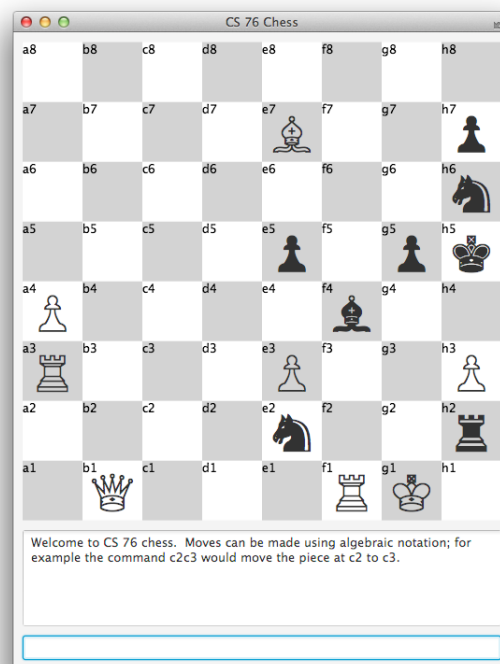 CS 76 Chess
a8 b8 c8 d8 e8 f8 g8 h8
a7 b7 c7 d7 e7 f7 g7 h7
a6 b6 c6 d6 e6 f6 g6 h6
a5 b5 c5 d5 e5 f5 g5 h5
a4 b4 c4 d4 e4 f4 g4 h4
a3 b3 c3 d3 e3 f3 g3 h3
a2 b2 c2 d2 e2 f2 g2 h2
a1 b1 c1 d1 e1 f1 g1 h1
Welcome to CS 76 chess.  Moves can be made using algebraic notation; for
example the command c2c3 would move the piece at c2 to c3.